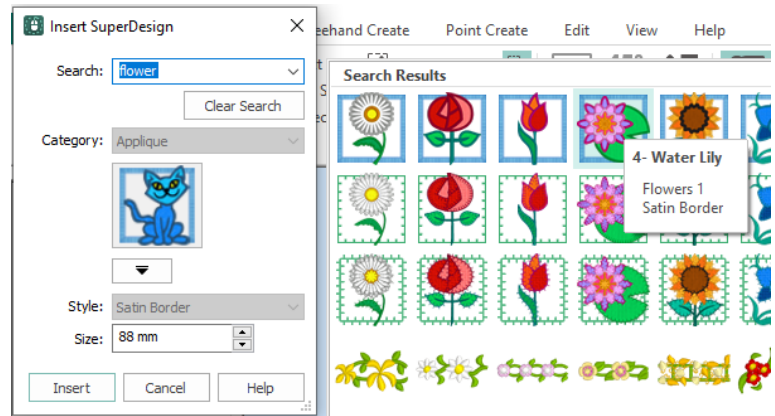 Insert SuperDesign
Search:
flower
Clear Search
Category:
Applique
Style:
Satin Border
Size:
88 mm
Insert
Cancel
Help
Create
Point Create
Edit
View
Help
Search Results
4- Water Lily
Flowers 1
Satin Border